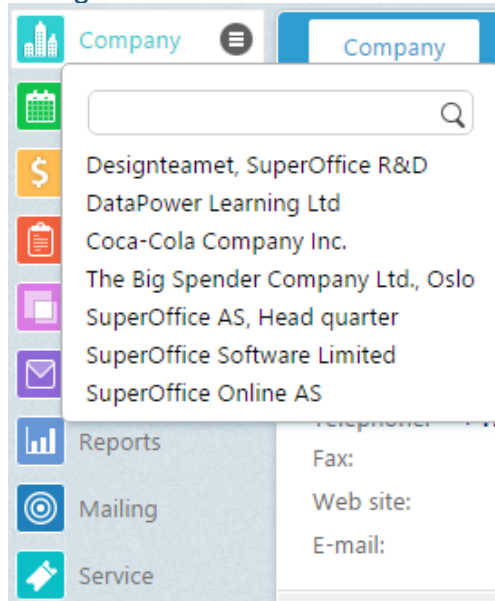 Company
Company
Designteamet, SuperOffice R&D
DataPower Learning Ltd
Coca-Cola Company Inc.
The Big Spender Company Ltd., Oslo
SuperOffice AS, Head quarter
SuperOffice Software Limited
SuperOffice Online AS
Reports
Fax:
Mailing
Web site:
E-mail:
Service